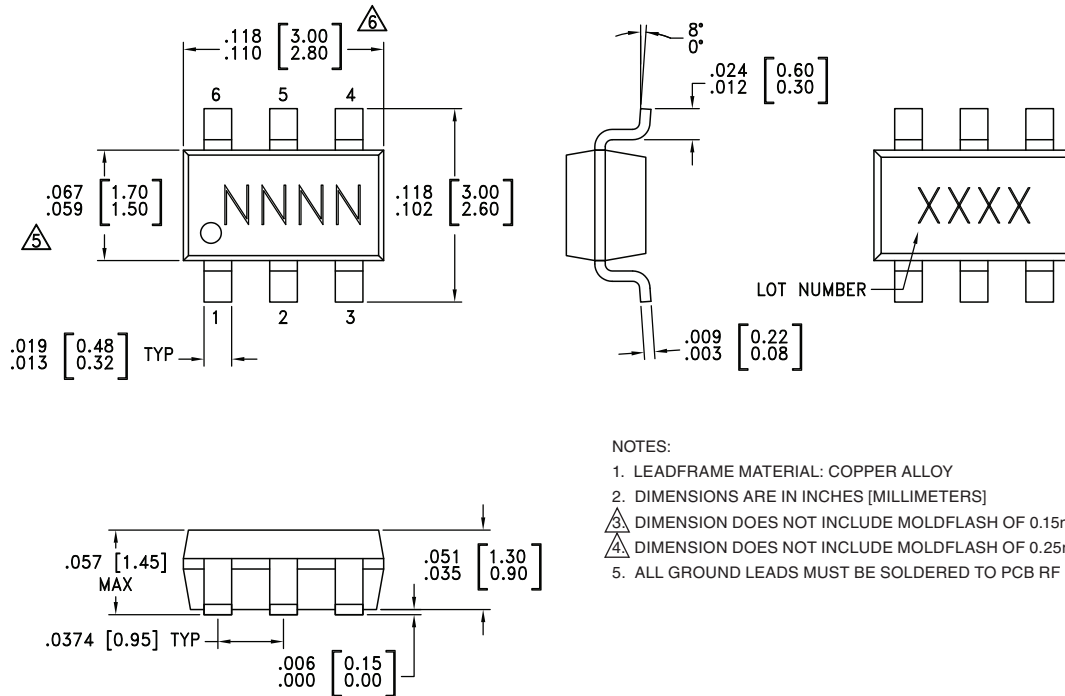 6
.118 [3.00]
.110 [2.80]
6 5 4
.067 [1.70]
.059 [1.50]
5
NNNN
.118 [3.00]
.102 [2.60]
1 2 3
.019 [0.48]
.013 [0.32] TYP
8°
0°
.024 [0.60]
.012 [0.30]
.009 [0.22]
.003 [0.08]
XXXX
LOT NUMBER
.057 [1.45]
MAX
.051 [1.30]
.035 [0.90]
.0374 [0.95] TYP
.006 [0.15]
.000 [0.00]
NOTES:
1. LEADFRAME MATERIAL: COPPER ALLOY
2. DIMENSIONS ARE IN INCHES [MILLIMETERS]
3. DIMENSION DOES NOT INCLUDE MOLDFLASH OF 0.15
4. DIMENSION DOES NOT INCLUDE MOLDFLASH OF 0.25
5. ALL GROUND LEADS MUST BE SOLDERED TO PCB RF